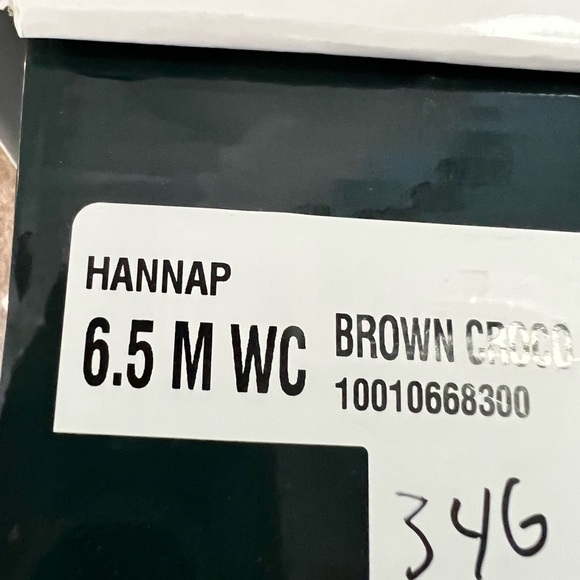 HANNAP
6.5 M WC
BROWN CROCO
10010668300
346